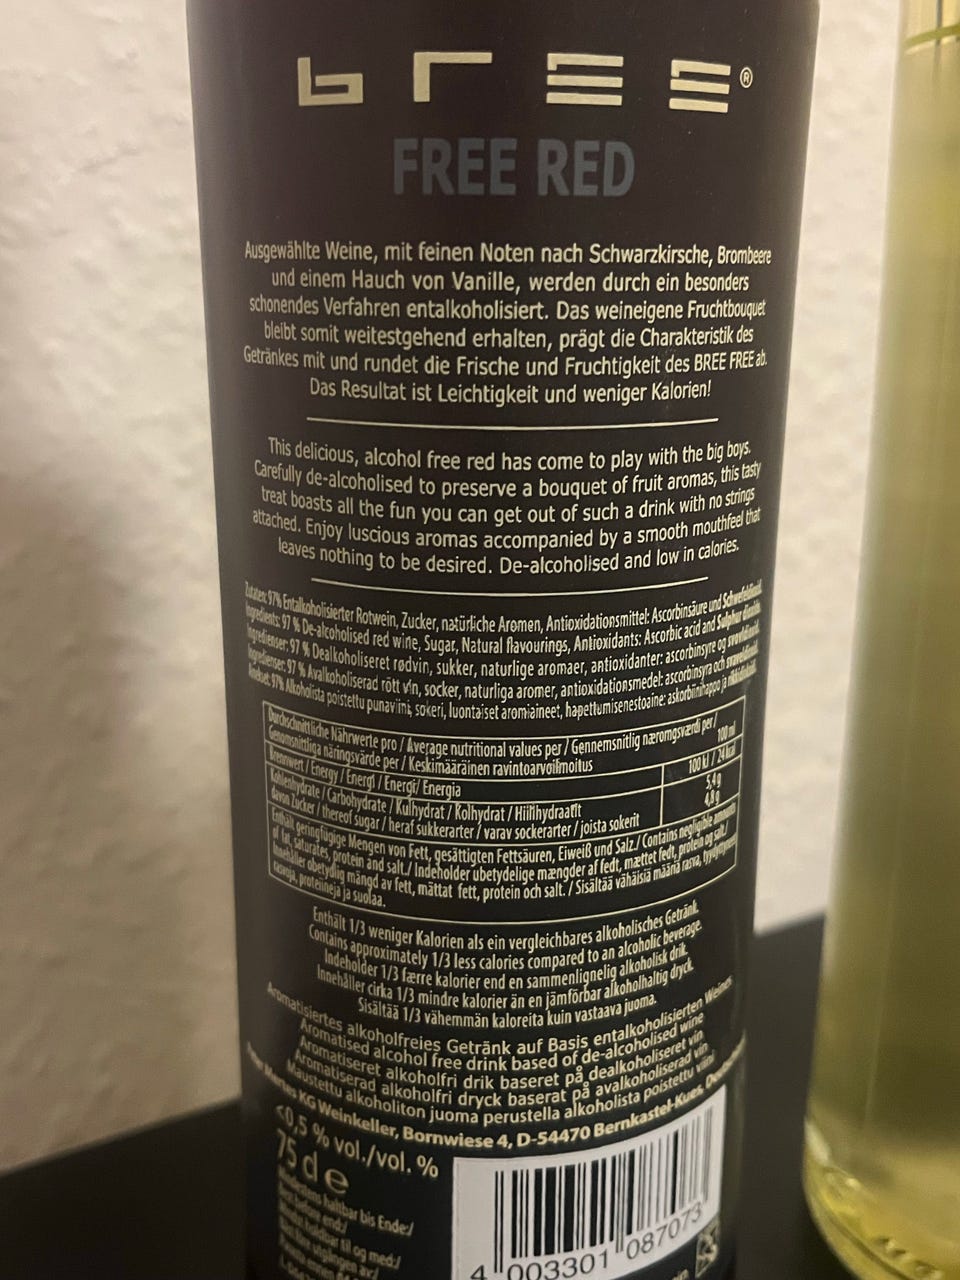 bree®
FREE RED
Ausgewählte Weine, mit feinen Noten nach Schwarzkirsche, Brombeere
und einem Hauch von Vanille, werden durch ein besonders
schonendes Verfahren entalkoholisiert. Das weineigene Fruchtbouquet
bleibt somit weitestgehend erhalten, prägt die Charakteristik des
Getränkes mit und rundet die Frische und Fruchtigkeit des BREE FREE ab.
Das Resultat ist Leichtigkeit und weniger Kalorien!
This delicious, alcohol free red has come to play with the big boys.
Carefully de-alcoholised to preserve a bouquet of fruit aromas, this tasty
treat boasts all the fun you can get out of such a drink with no strings
attached. Enjoy luscious aromas accompanied by a smooth mouthfeel that
leaves nothing to be desired. De-alcoholised and low in calories.
Zutaten: 97% Entalkoholisierter Rotwein, Zucker, natürliche Aromen, Antioxidationsmittel: Ascorbinsäure und Schwefeldioxid.
Ingredients: 97 % De-alcoholised red wine, Sugar, Natural flavourings, Antioxidants: Ascorbic acid and Sulphur dioxide.
Ingredienser: 97 % Dealkoholiseret rødvin, sukker, naturlige aromaer, antioxidanter: ascorbinsyre og svovldioxid.
Ingredienser: 97 % Avalkoholiserad rött vin, socker, naturliga aromer, antioxidationsmedel: ascorbinsyra och svaveldioxid.
97% Alkoholista poistettu punaviini, sokeri, luontaiset aromiaineet, hapettumisenestoaine: askorbiinihappo ja rikkidioksidi.
Durchschnittliche Nährwerte pro / Average nutritional values per / Gennemsnitlig næromgsværdi per /
Genomsnittliga näringsvärde per / Keskimääräinen ravintoarvoilmoitus 100 ml
Brennwert / Energy / Energi / Energi / Energia 100 kJ / 24 kcal
Kohlenhydrate / Carbohydrate / Kulhydrat / Kolhydrat / Hiilihydraatit 5,4 g
davon Zucker / thereof sugar / heraf sukkerarter / varav sockerarter / joista sokerit 4,8 g
Enthält geringfügige Mengen von Fett, gesättigten Fettsäuren, Eiweiß und Salz./ Contains negligible amounts
of fat, saturates, protein and salt./ Indeholder ubetydelige mængder af fedt, mættet fedt, protein og salt./
Innehåller obetydlig mängd av fett, mättat fett, protein och salt. / Sisältää vähäisiä määriä rasva, tyydyttyneitä
rasvoja, proteiineja ja suolaa.
Enthält 1/3 weniger Kalorien als ein vergleichbares alkoholisches Getränk.
Contains approximately 1/3 less calories compared to an alcoholic beverage.
Indeholder 1/3 færre kalorier end en sammenlignelig alkoholisk drik.
Innehåller cirka 1/3 mindre kalorier än en jämförbar alkoholhaltig dryck.
Sisältää 1/3 vähemmän kaloreita kuin vastaava juoma.
Aromatisiertes alkoholfreies Getränk auf Basis entalkoholisierten Weines
Aromatised alcohol free drink based of de-alcoholised wine
Aromatiseret alkoholfri drik baseret på dealkoholiseret vin
Aromatiserad alkoholfri dryck baserat på avalkoholiserad vin
Maustettu alkoholiton juoma perustella alkoholista poistettu viini
Mertes KG Weinkeller, Bornwiese 4, D-54470 Bernkastel-Kues,
<0,5 % vol./vol. %
75 cl e
haltbar bis Ende:/
4 003301 087073